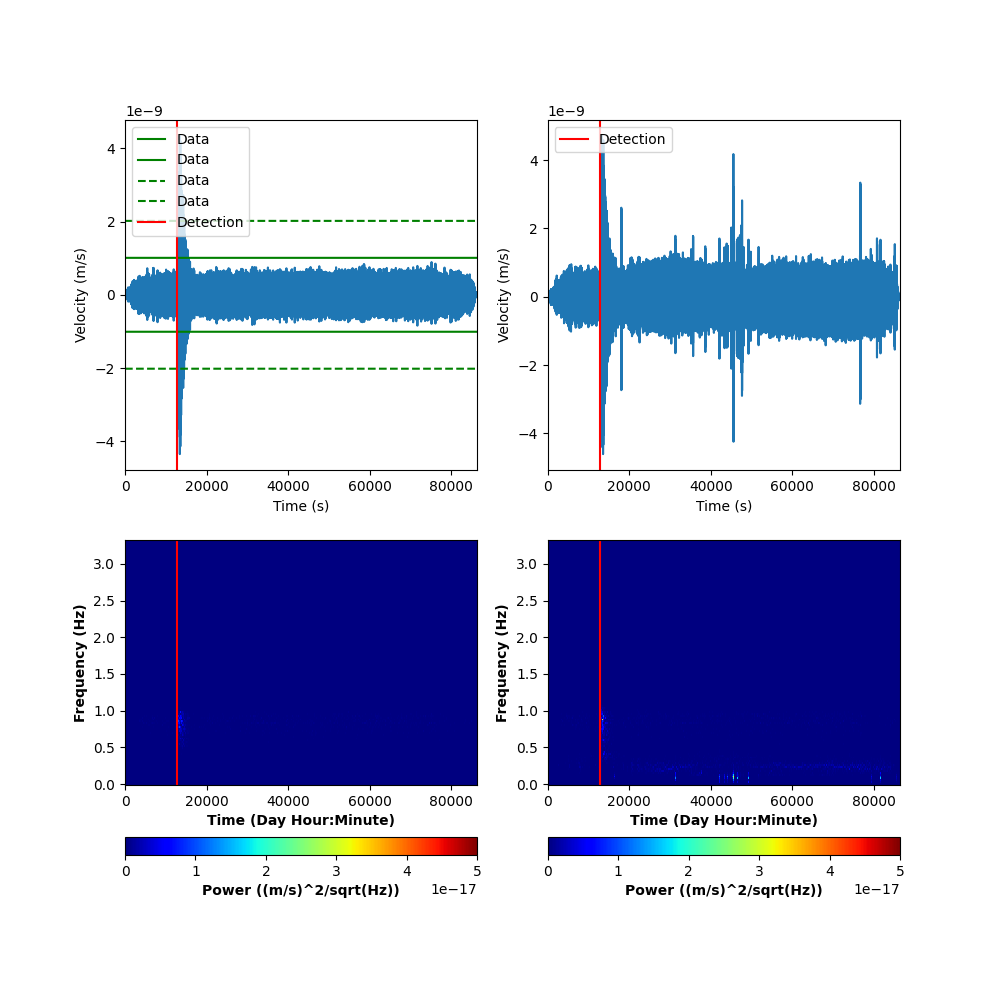 1e−9
4
2
0
−2
−4
Velocity (m/s)
Data
Data
Data
Data
Detection
0 20000 40000 60000 80000
Time (s)
1e−9
4
2
0
−2
−4
Velocity (m/s)
Detection
0 20000 40000 60000 80000
Time (s)
3.0
2.5
2.0
1.5
1.0
0.5
0.0
Frequency (Hz)
0 20000 40000 60000 80000
Time (Day Hour:Minute)
0 1 2 3 4 5
1e−17
Power ((m/s)^2/sqrt(Hz))
3.0
2.5
2.0
1.5
1.0
0.5
0.0
Frequency (Hz)
0 20000 40000 60000 80000
Time (Day Hour:Minute)
0 1 2 3 4 5
1e−17
Power ((m/s)^2/sqrt(Hz))